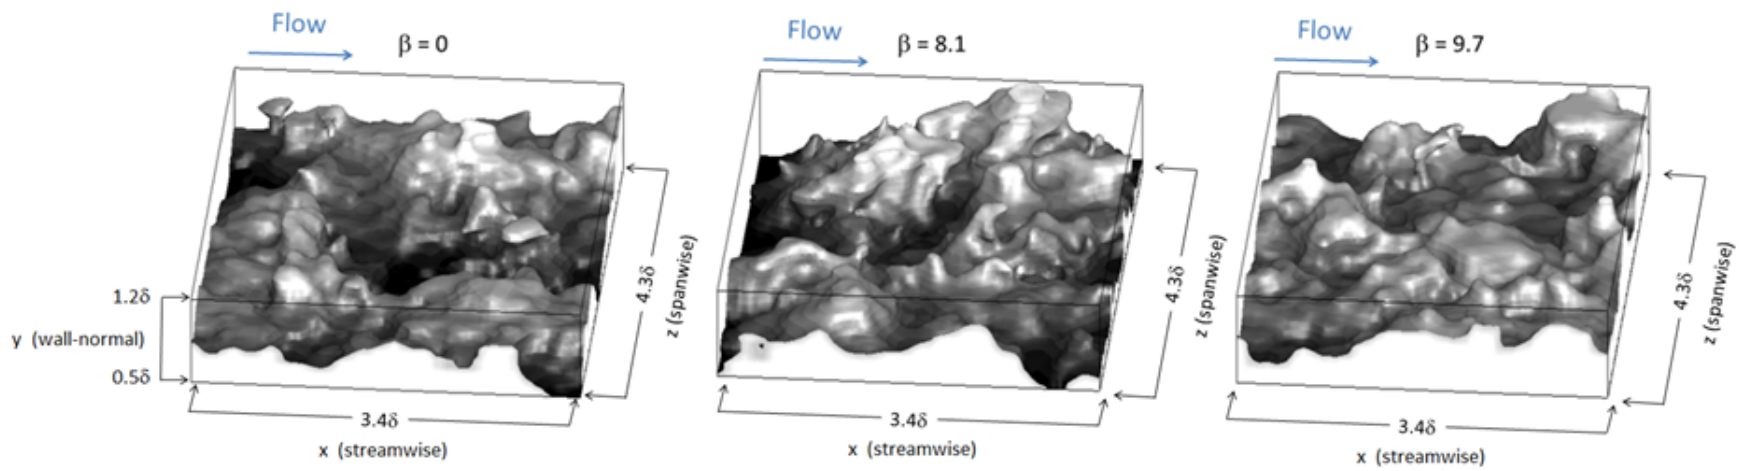 Flow
β = 0
1.2δ
y (wall-normal)
0.5δ
3.4δ
x (streamwise)
4.3δ
z (spanwise)
Flow
β = 8.1
3.4δ
x (streamwise)
4.3δ
z (spanwise)
Flow
β = 9.7
3.4δ
x (streamwise)
4.3δ
z (spanwise)